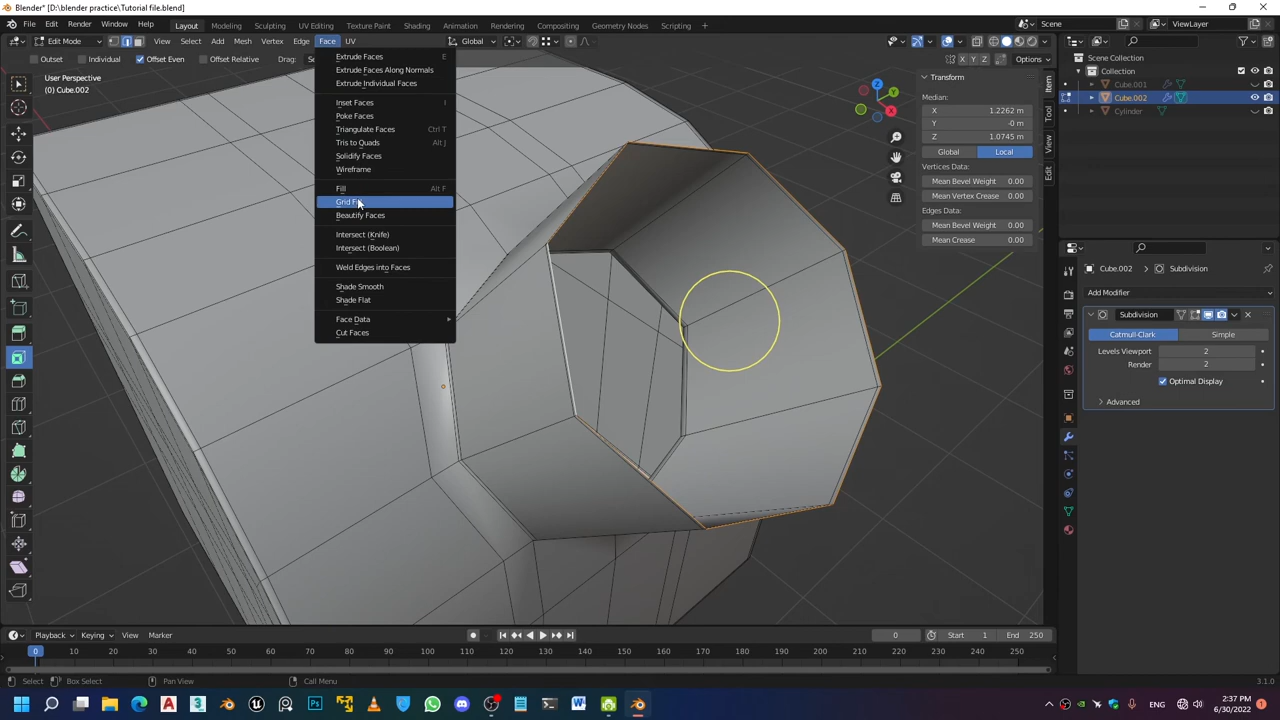 Blender* [D:\blender practice\Tutorial file.blend]
File Edit Render Window Help Layout Modeling Sculpting UV Editing Texture Paint Shading Animation Rendering Compositing Geometry Nodes Scripting + Scene ViewLayer
Edit Mode View Select Add Mesh Vertex Edge Face UV Global
Outset Individual Offset Even Offset Relative Drag: X Y Z Options
User Perspective
(0) Cube.002
Extrude Faces E
Extrude Faces Along Normals
Extrude Individual Faces
Inset Faces I
Poke Faces
Triangulate Faces Ctrl T
Tris to Quads Alt J
Solidify Faces
Wireframe
Fill Alt F
Grid
Beautify Faces
Intersect (Knife)
Intersect (Boolean)
Weld Edges into Faces
Shade Smooth
Shade Flat
Face Data
Cut Faces
Z
Y
X
Transform
Median:
X 1.2262 m
Y -0 m
Z 1.0745 m
Global Local
Vertices Data:
Mean Bevel Weight 0.00
Mean Vertex Crease 0.00
Edges Data:
Mean Bevel Weight 0.00
Mean Crease 0.00
Item
Tool
View
Edit
Scene Collection
Collection
Cube.001
Cube.002
Cylinder
Cube.002 Subdivision
Add Modifier
Subdivision
Catmull-Clark Simple
Levels Viewport 2
Render 2
Optimal Display
Advanced
Playback Keying View Marker 0 Start 1 End 250
0 10 20 30 40 50 60 70 80 90 100 110 120 130 140 150 160 170 180 190 200 210 220 230 240 250
Select Box Select Pan View Call Menu 3.1.0
ENG 2:37 PM
6/30/2022